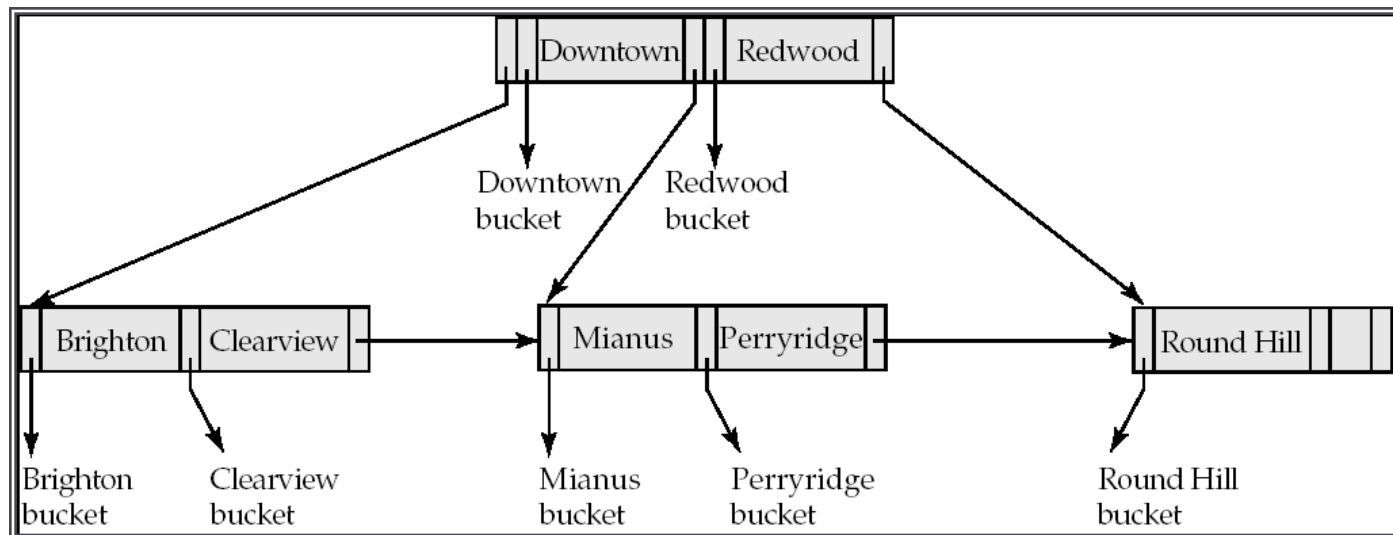 Downtown Redwood
Downtown
bucket
Redwood
bucket
Brighton Clearview Mianus Perryridge Round Hill
Brighton
bucket
Clearview
bucket
Mianus
bucket
Perryridge
bucket
Round Hill
bucket